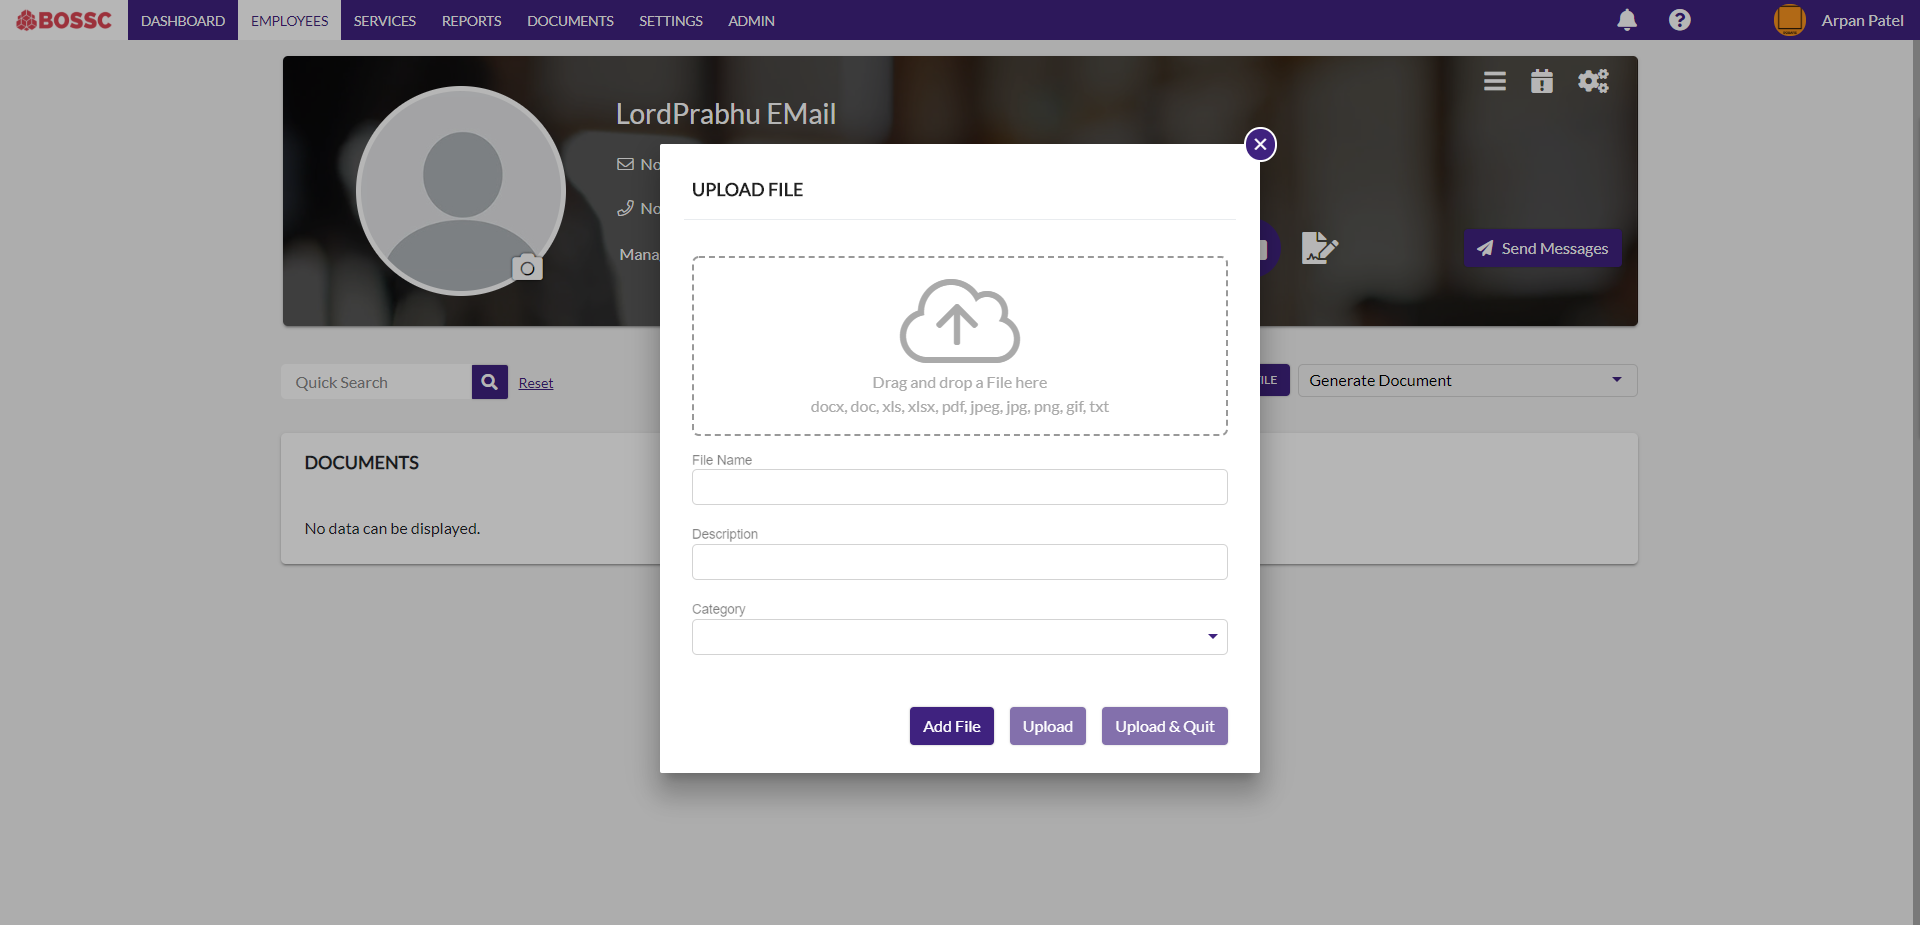 BOSSC DASHBOARD EMPLOYEES SERVICES REPORTS DOCUMENTS SETTINGS ADMIN Arpan Patel
LordPrabhu EMail
No
No
Mana
Send Messages
Quick Search Reset
ILE Generate Document
DOCUMENTS
No data can be displayed.
UPLOAD FILE
Drag and drop a File here
docx, doc, xls, xlsx, pdf, jpeg, jpg, png, gif, txt
File Name
Description
Category
Add File Upload Upload & Quit